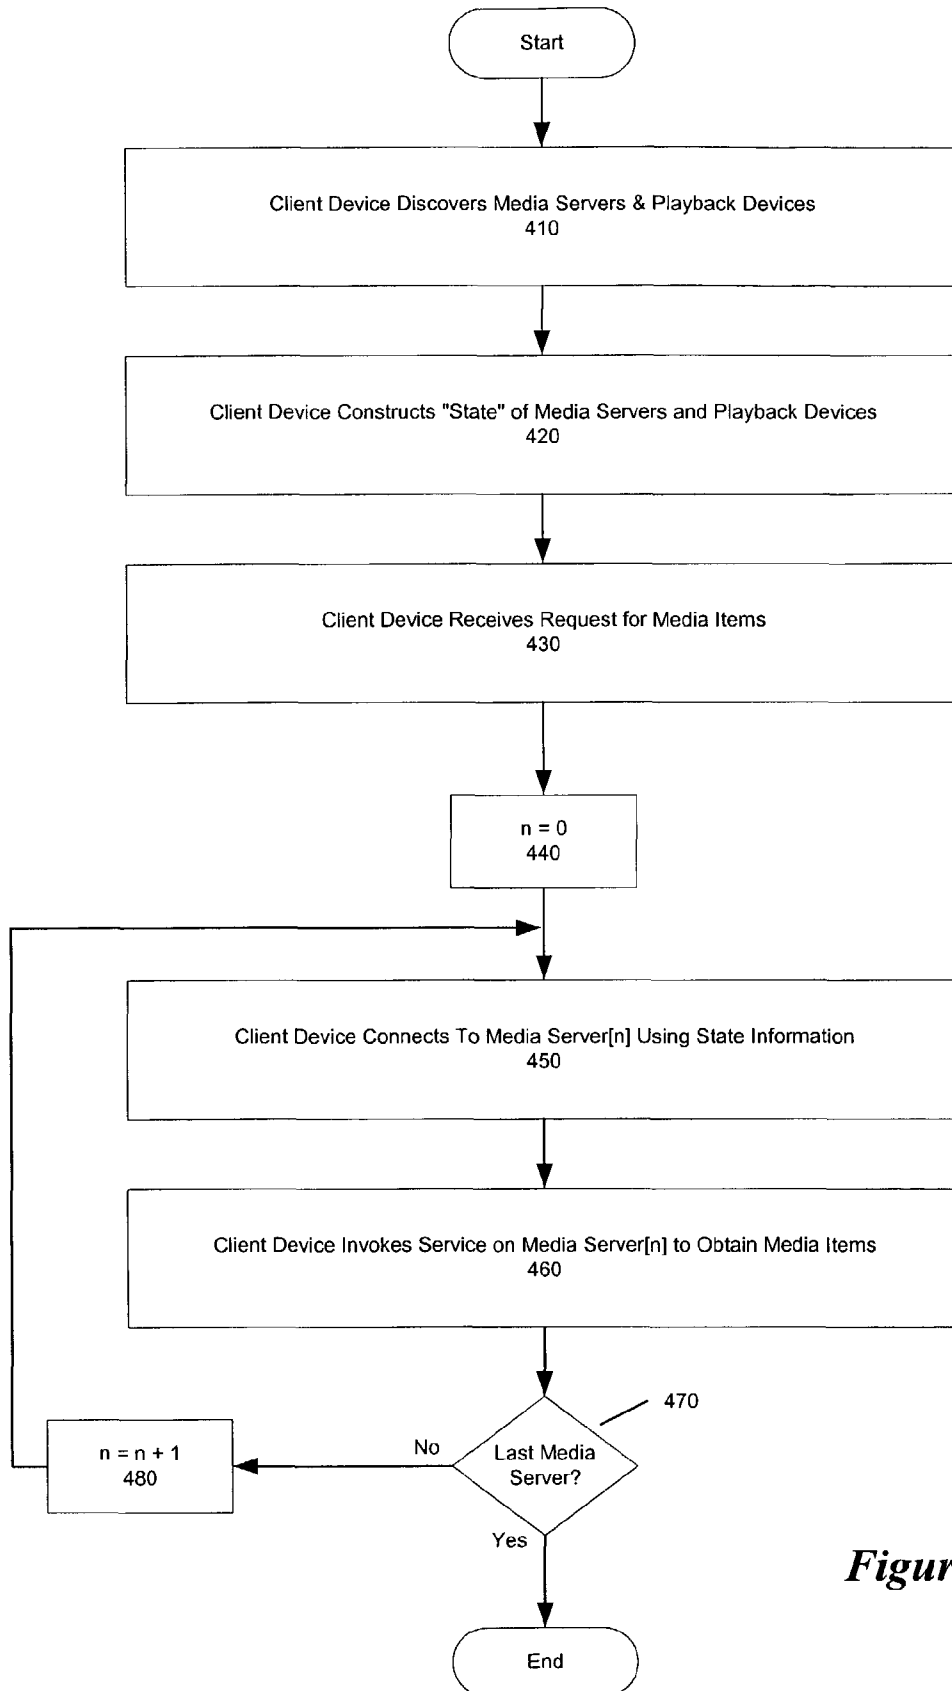 Start
Client Device Discovers Media Servers & Playback Devices
410
Client Device Constructs "State" of Media Servers and Playback Devices
420
Client Device Receives Request for Media Items
430
n = 0
440
Client Device Connects To Media Server[n] Using State Information
450
Client Device Invokes Service on Media Server[n] to Obtain Media Items
460
470
No
Last Media
Server?
n = n + 1
480
Yes
Figur
End